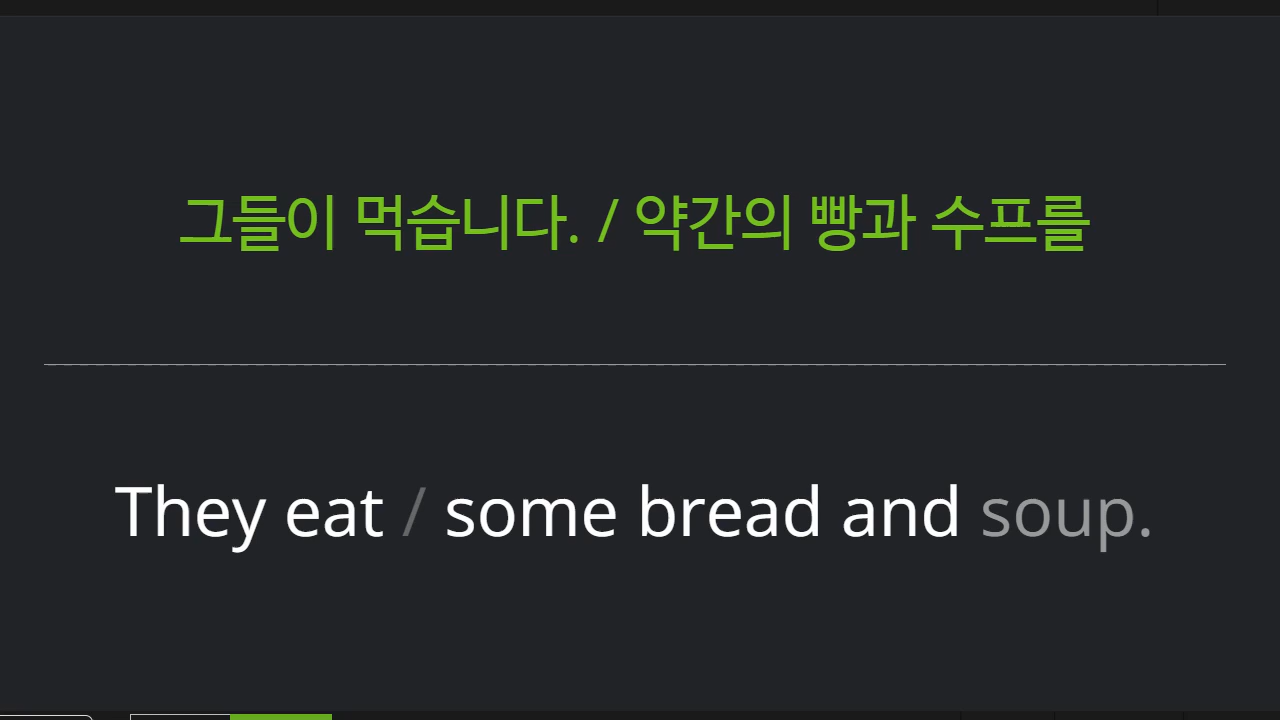 그들이 먹습니다. / 약간의 빵과 수프를
They eat / some bread and soup.